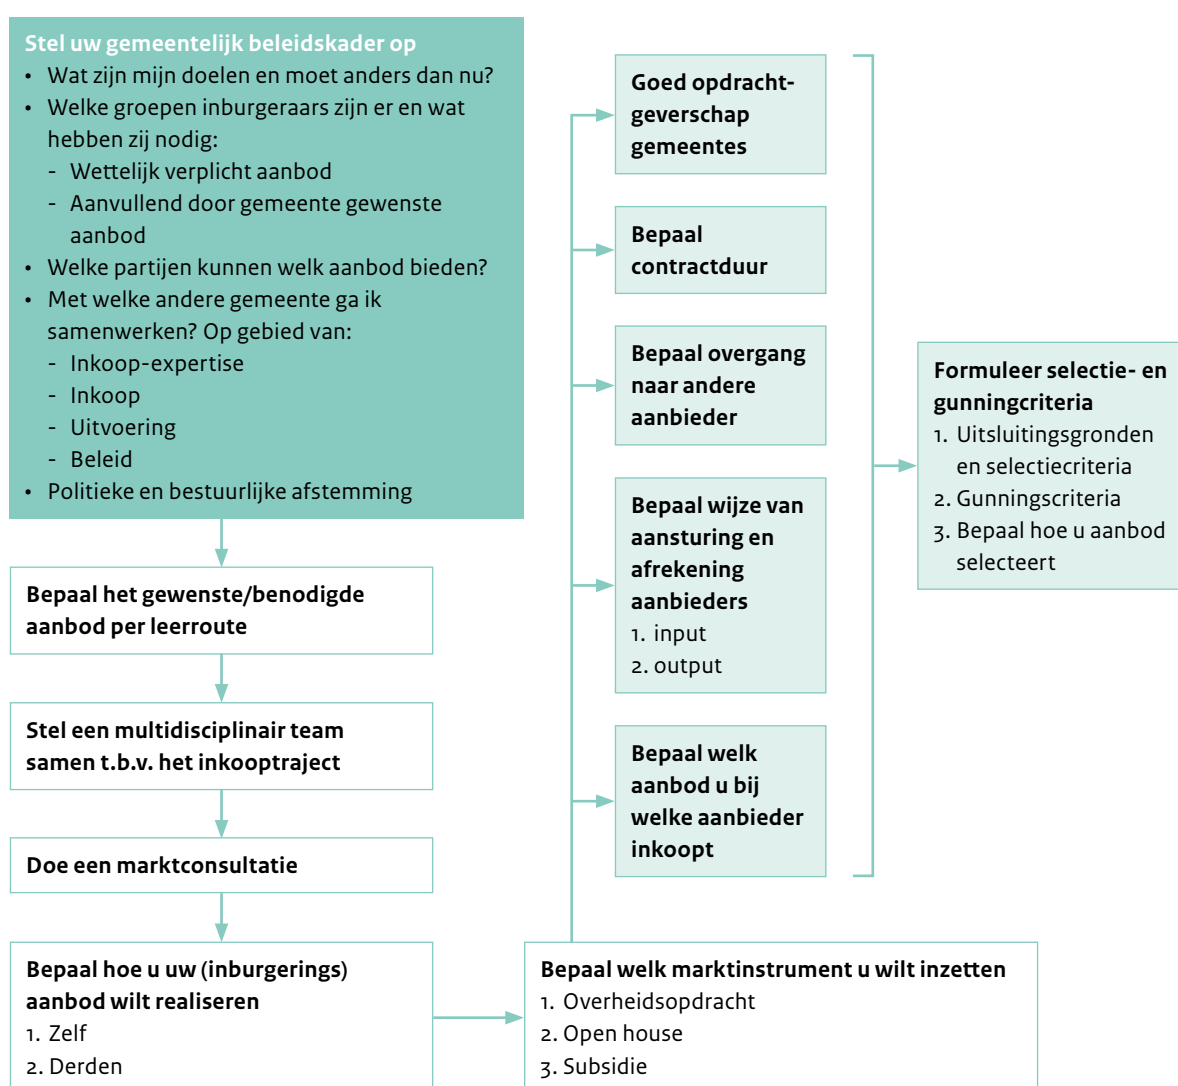 Stel uw gemeentelijk beleidskader op
• Wat zijn mijn doelen en moet anders dan nu?
• Welke groepen inburgeraars zijn er en wat
hebben zij nodig:
- Wettelijk verplicht aanbod
- Aanvullend door gemeente gewenste
aanbod
• Welke partijen kunnen welk aanbod bieden?
• Met welke andere gemeente ga ik
samenwerken? Op gebied van:
- Inkoop-expertise
- Inkoop
- Uitvoering
- Beleid
• Politieke en bestuurlijke afstemming
Bepaal het gewenste/benodigde
aanbod per leerroute
Stel een multidisciplinair team
samen t.b.v. het inkooptraject
Doe een marktconsultatie
Bepaal hoe u uw (inburgerings)
aanbod wilt realiseren
1. Zelf
2. Derden
Bepaal welk marktinstrument u wilt inzetten
1. Overheidsopdracht
2. Open house
3. Subsidie
Goed opdracht-
geverschap
gemeentes
Bepaal
contractduur
Bepaal overgang
naar andere
aanbieder
Bepaal wijze van
aansturing en
afrekening
aanbieders
1. input
2. output
Bepaal welk
aanbod u bij
welke aanbieder
inkoopt
Formuleer selectie- en
gunningcriteria
1. Uitsluitingsgronden
en selectiecriteria
2. Gunningscriteria
3. Bepaal hoe u aanbod
selecteert